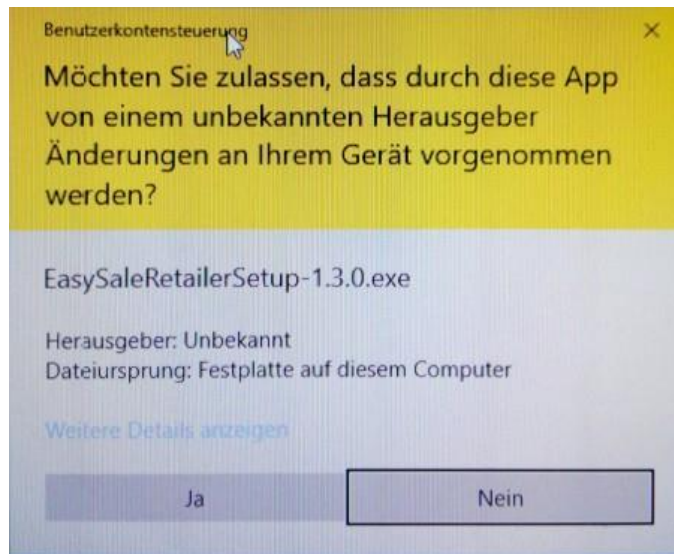 Benutzerkontensteuerung
Möchten Sie zulassen, dass durch diese App
von einem unbekannten Herausgeber
Änderungen an Ihrem Gerät vorgenommen
werden?
EasySaleRetailerSetup-1.3.0.exe
Herausgeber: Unbekannt
Dateiursprung: Festplatte auf diesem Computer
Weitere Details anzeigen
Ja
Nein